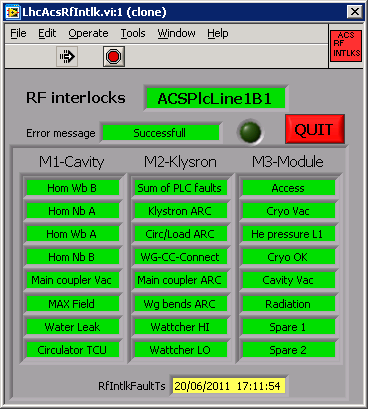 LhcAcsRfIntlk.vi:1 (clone)
File Edit Operate Tools Window Help
ACS
RF
INTLKS
RF interlocks ACSPlcLine1B1
Error message Successfull QUIT
M1-Cavity M2-Klysron M3-Module
Hom Wb B Sum of PLC faults Access
Hom Nb A Klystron ARC Cryo Vac
Hom Wb A Circ/Load ARC He pressure L1
Hom Nb B WG-CC-Connect Cryo OK
Main coupler Vac Main coupler ARC Cavity Vac
MAX Field Wg bends ARC Radiation
Water Leak Wattcher HI Spare 1
Circulator TCU Wattcher LO Spare 2
RfIntlkFaultTs 20/06/2011 17:11:54